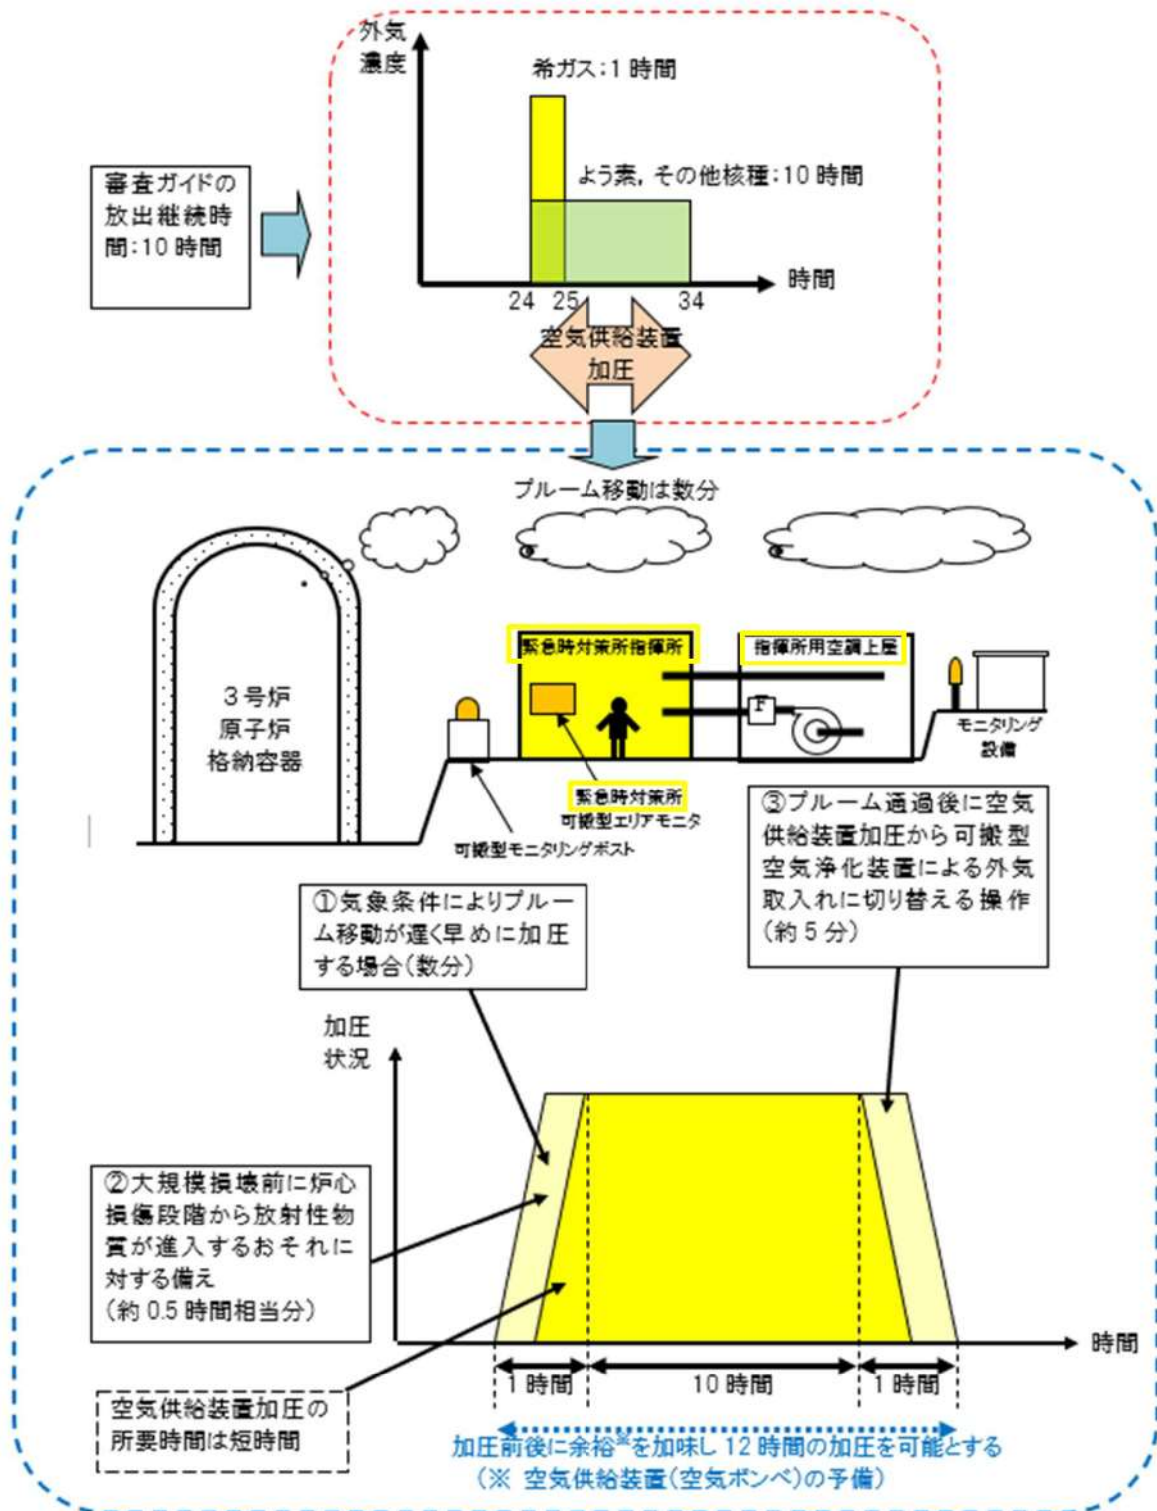 外気
濃度
希ガス:1時間
よう素，その他核種:10時間
審査ガイドの
放出継続時
間:10時間
時間
24 25 34
空気供給装置
加圧
プルーム移動は数分
緊急時対策所指揮所
指揮所用空調上屋
F
3号炉
原子炉
格納容器
モニタリング
設備
緊急時対策所
可搬型エリアモニタ
可搬型モニタリングポスト
③プルーム通過後に空気
供給装置加圧から可搬型
空気浄化装置による外気
取入れに切り替える操作
(約5分)
①気象条件によりプルー
ム移動が遅く早めに加圧
する場合(数分)
加圧
状況
②大規模損壊前に炉心
損傷段階から放射性物
質が進入するおそれに
対する備え
(約0.5時間相当分)
時間
1時間 10時間 1時間
空気供給装置加圧の
所要時間は短時間
加圧前後に余裕※を加味し12時間の加圧を可能とする
(※ 空気供給装置(空気ボンベ)の予備)